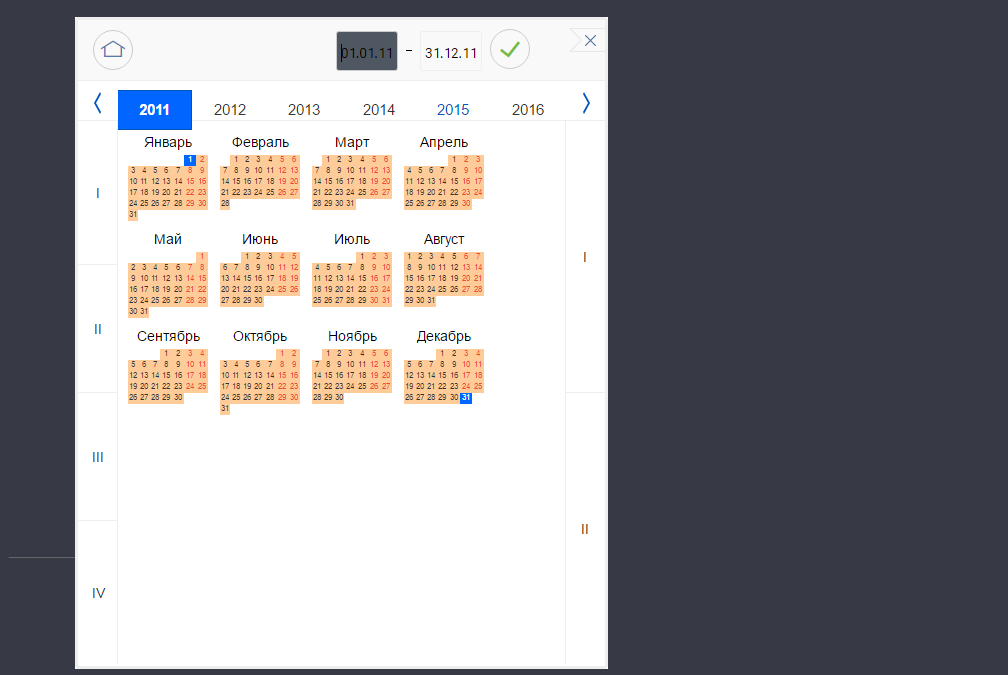 01.01.11 – 31.12.11
2011 2012 2013 2014 2015 2016
I
II
III
IV
Январь
1 2
3 4 5 6 7 8 9
10 11 12 13 14 15 16
17 18 19 20 21 22 23
24 25 26 27 28 29 30
31
Февраль
1 2 3 4 5 6
7 8 9 10 11 12 13
14 15 16 17 18 19 20
21 22 23 24 25 26 27
28
Март
1 2 3 4 5 6
7 8 9 10 11 12 13
14 15 16 17 18 19 20
21 22 23 24 25 26 27
28 29 30 31
Апрель
1 2 3
4 5 6 7 8 9 10
11 12 13 14 15 16 17
18 19 20 21 22 23 24
25 26 27 28 29 30
Май
1
2 3 4 5 6 7 8
9 10 11 12 13 14 15
16 17 18 19 20 21 22
23 24 25 26 27 28 29
30 31
Июнь
1 2 3 4 5
6 7 8 9 10 11 12
13 14 15 16 17 18 19
20 21 22 23 24 25 26
27 28 29 30
Июль
1 2 3
4 5 6 7 8 9 10
11 12 13 14 15 16 17
18 19 20 21 22 23 24
25 26 27 28 29 30 31
Август
1 2 3 4 5 6 7
8 9 10 11 12 13 14
15 16 17 18 19 20 21
22 23 24 25 26 27 28
29 30 31
Сентябрь
1 2 3 4
5 6 7 8 9 10 11
12 13 14 15 16 17 18
19 20 21 22 23 24 25
26 27 28 29 30
Октябрь
1 2
3 4 5 6 7 8 9
10 11 12 13 14 15 16
17 18 19 20 21 22 23
24 25 26 27 28 29 30
31
Ноябрь
1 2 3 4 5 6
7 8 9 10 11 12 13
14 15 16 17 18 19 20
21 22 23 24 25 26 27
28 29 30
Декабрь
1 2 3 4
5 6 7 8 9 10 11
12 13 14 15 16 17 18
19 20 21 22 23 24 25
26 27 28 29 30 31
I
II